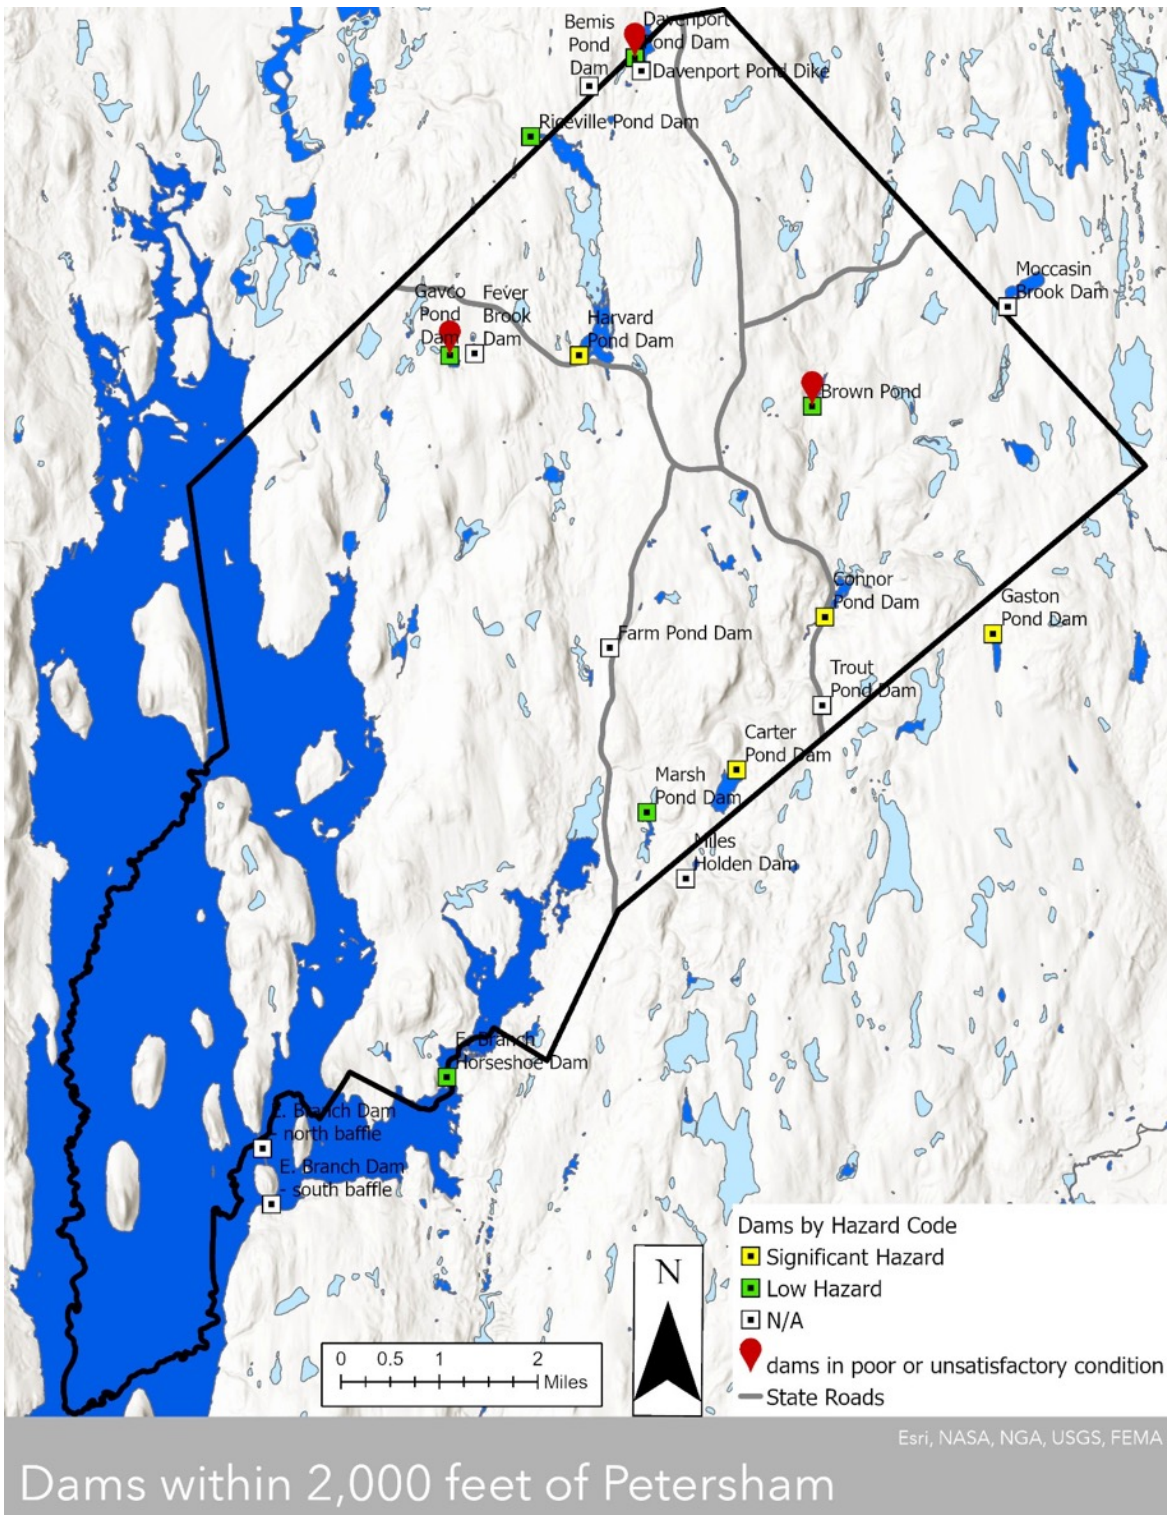 Bemis
Pond
Dam
Davenport
Pond Dam
Davenport Pond Dike
Riceville Pond Dam
Moccasin
Brook Dam
Gavco
Pond
Dam
Fever
Brook
Dam
Harvard
Pond Dam
Brown Pond
Connor
Pond Dam
Gaston
Pond Dam
Farm Pond Dam
Trout
Pond Dam
Carter
Pond Dam
Marsh
Pond Dam
Miles
Holden Dam
E. Branch
Horseshoe Dam
E. Branch Dam
- north baffle
E. Branch Dam
- south baffle
Dams by Hazard Code
Significant Hazard
Low Hazard
N/A
dams in poor or unsatisfactory condition
State Roads
N
0 0.5 1 2
Miles
Esri, NASA, NGA, USGS, FEMA
Dams within 2,000 feet of Petersham